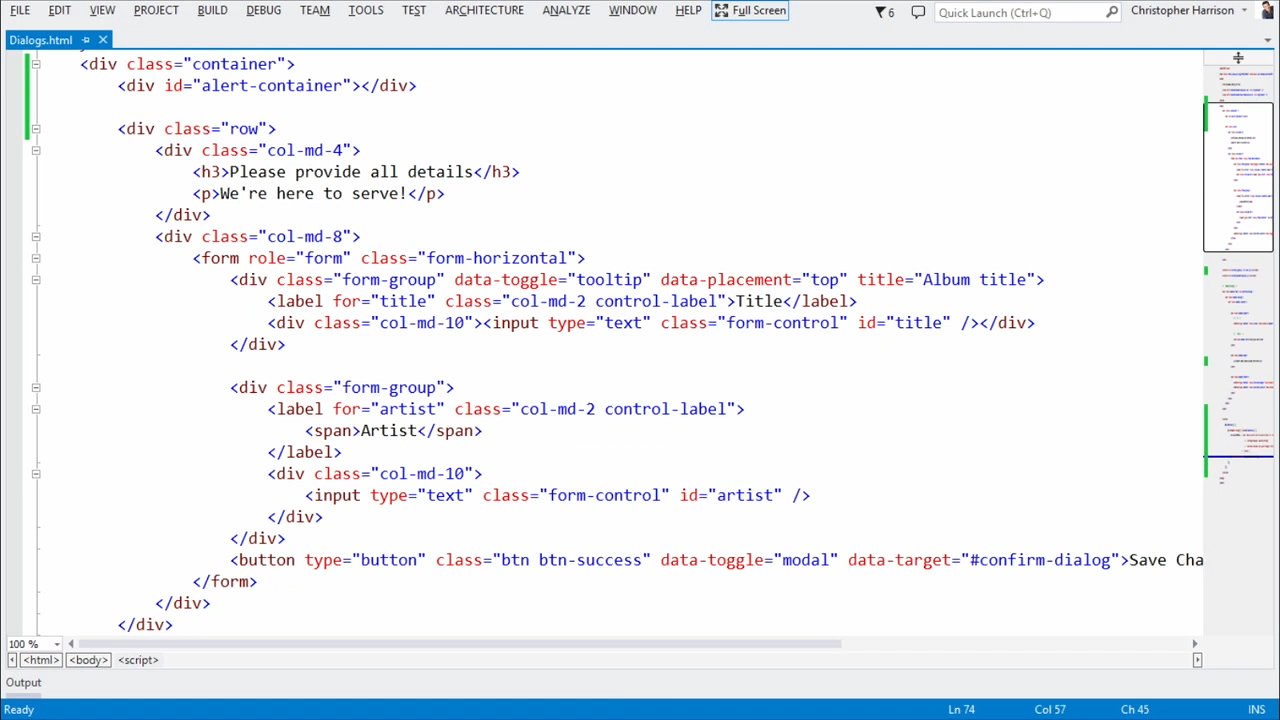 FILE EDIT VIEW PROJECT BUILD DEBUG TEAM TOOLS TEST ARCHITECTURE ANALYZE WINDOW HELP Full Screen 6 Quick Launch (Ctrl+Q) Christopher Harrison
Dialogs.html
<div class="container">
<div id="alert-container"></div>
<div class="row">
<div class="col-md-4">
<h3>Please provide all details</h3>
<p>We're here to serve!</p>
</div>
<div class="col-md-8">
<form role="form" class="form-horizontal">
<div class="form-group" data-toggle="tooltip" data-placement="top" title="Album title">
<label for="title" class="col-md-2 control-label">Title</label>
<div class="col-md-10"><input type="text" class="form-control" id="title" /></div>
</div>
<div class="form-group">
<label for="artist" class="col-md-2 control-label">
<span>Artist</span>
</label>
<div class="col-md-10">
<input type="text" class="form-control" id="artist" />
</div>
</div>
<button type="button" class="btn btn-success" data-toggle="modal" data-target="#confirm-dialog">Save Cha
</form>
</div>
</div>
100 %
<html> <body> <script>
Output
Ready Ln 74 Col 57 Ch 45 INS